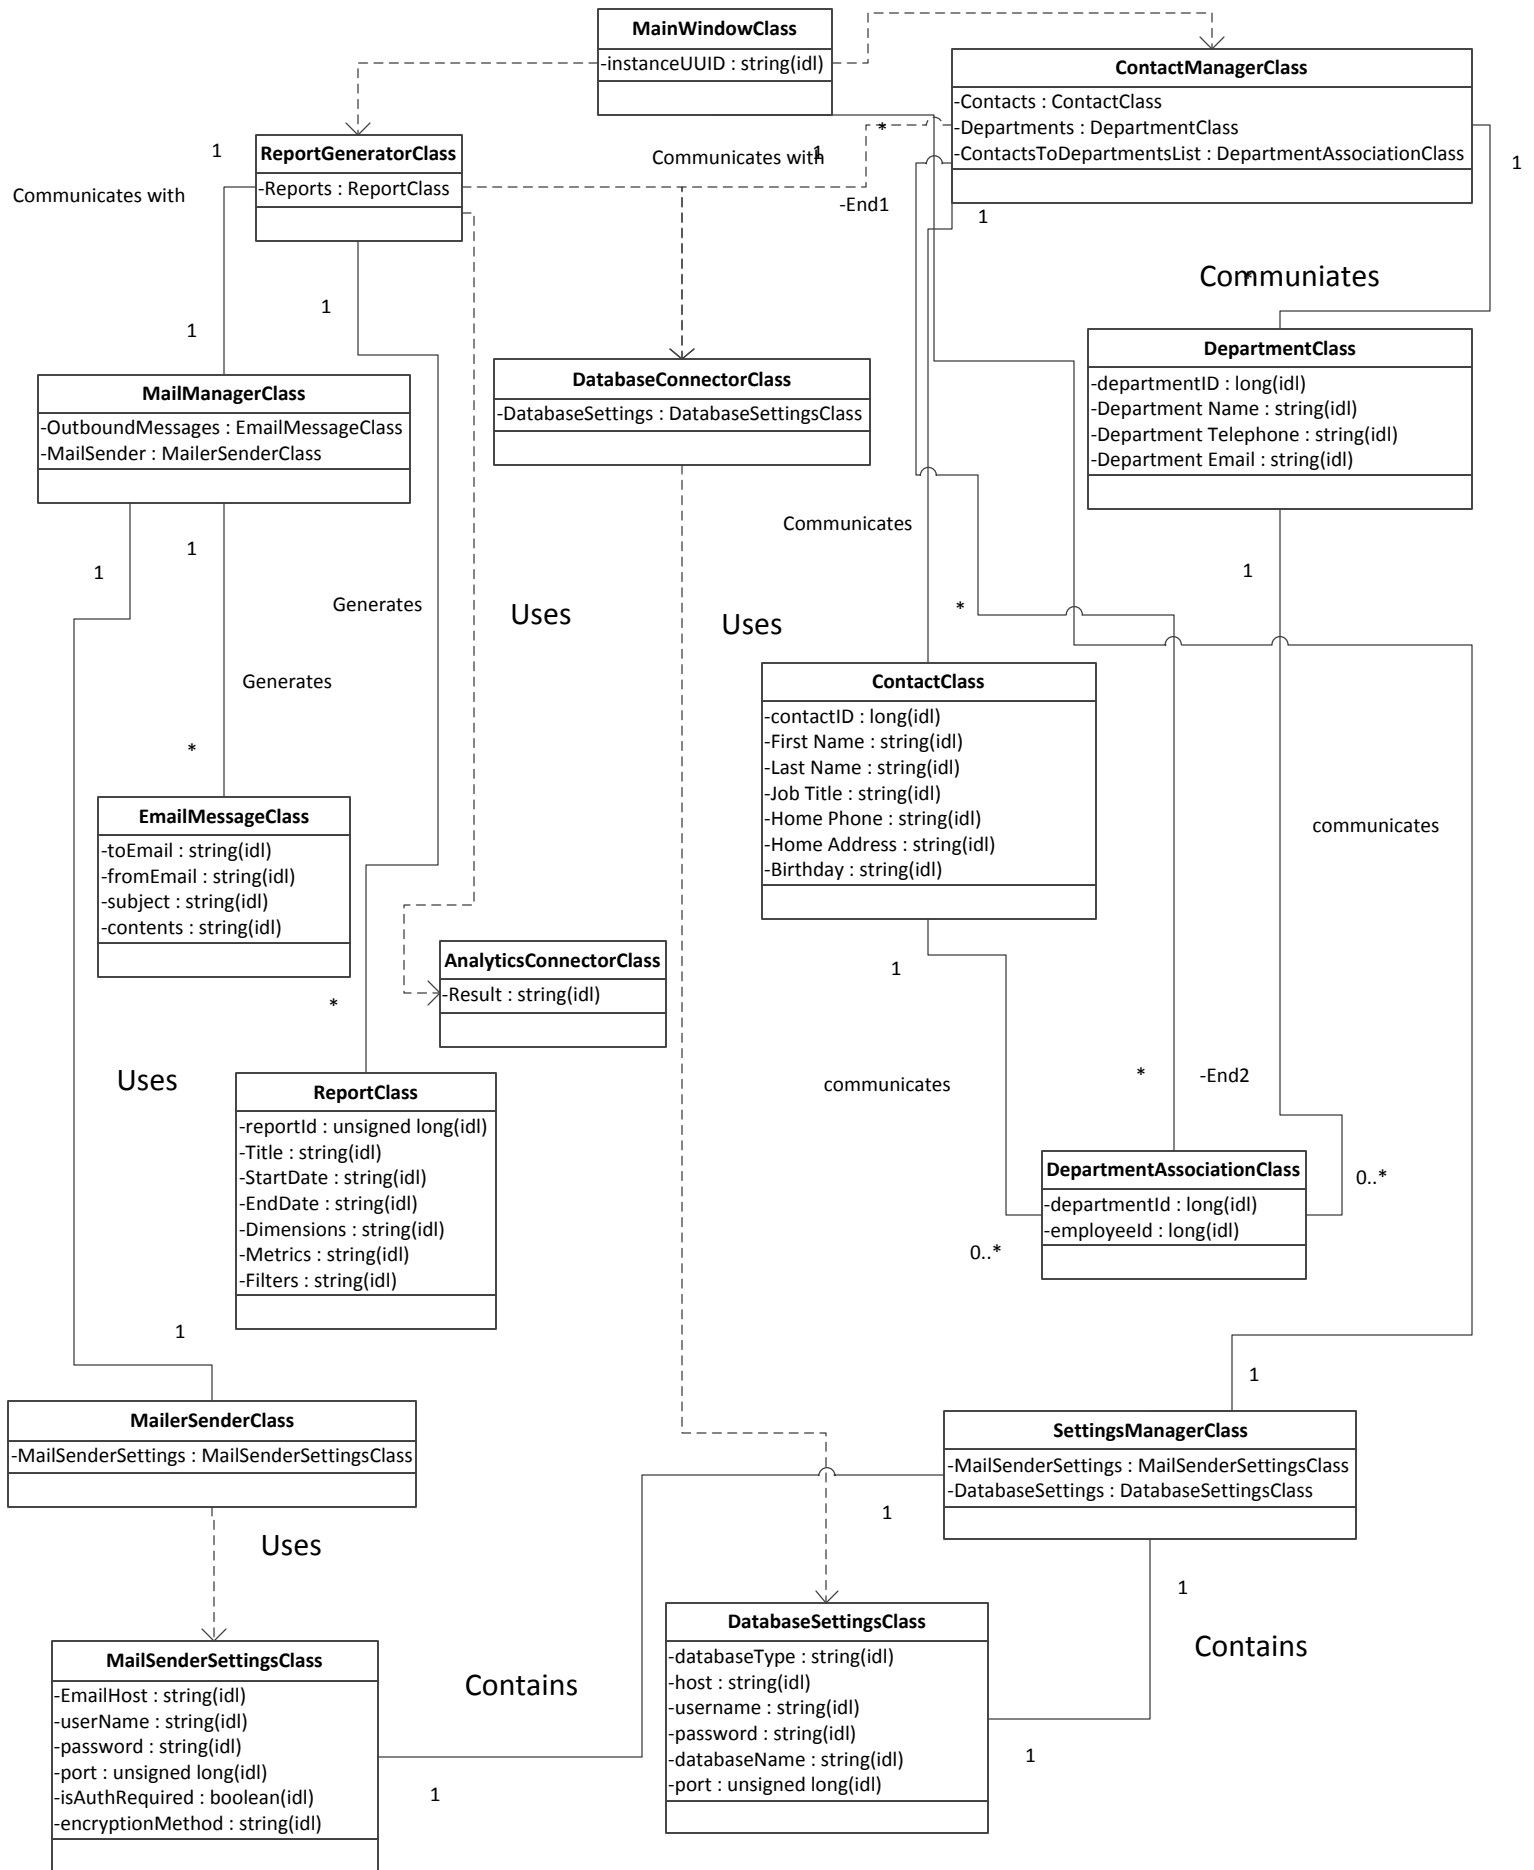 MainWindowClass
-instanceUUID : string(idl)
ContactManagerClass
-Contacts : ContactClass
-Departments : DepartmentClass
-ContactsToDepartmentsList : DepartmentAssociationClass
1
*
1
Communicates with
1
ReportGeneratorClass
-Reports : ReportClass
Communicates with
-End1
1
Communiates
*
1
1
DepartmentClass
-departmentID : long(idl)
-Department Name : string(idl)
-Department Telephone : string(idl)
-Department Email : string(idl)
MailManagerClass
-OutboundMessages : EmailMessageClass
-MailSender : MailerSenderClass
DatabaseConnectorClass
-DatabaseSettings : DatabaseSettingsClass
Communicates
1
1
1
Generates
Uses
Uses
*
Generates
*
ContactClass
-contactID : long(idl)
-First Name : string(idl)
-Last Name : string(idl)
-Job Title : string(idl)
-Home Phone : string(idl)
-Home Address : string(idl)
-Birthday : string(idl)
communicates
EmailMessageClass
-toEmail : string(idl)
-fromEmail : string(idl)
-subject : string(idl)
-contents : string(idl)
AnalyticsConnectorClass
-Result : string(idl)
1
*
Uses
communicates
*
-End2
ReportClass
-reportId : unsigned long(idl)
-Title : string(idl)
-StartDate : string(idl)
-EndDate : string(idl)
-Dimensions : string(idl)
-Metrics : string(idl)
-Filters : string(idl)
DepartmentAssociationClass
-departmentId : long(idl)
-employeeId : long(idl)
0..*
0..*
1
1
MailerSenderClass
-MailSenderSettings : MailSenderSettingsClass
SettingsManagerClass
-MailSenderSettings : MailSenderSettingsClass
-DatabaseSettings : DatabaseSettingsClass
1
Uses
1
MailSenderSettingsClass
-EmailHost : string(idl)
-userName : string(idl)
-password : string(idl)
-port : unsigned long(idl)
-isAuthRequired : boolean(idl)
-encryptionMethod : string(idl)
Contains
1
DatabaseSettingsClass
-databaseType : string(idl)
-host : string(idl)
-username : string(idl)
-password : string(idl)
-databaseName : string(idl)
-port : unsigned long(idl)
Contains
1